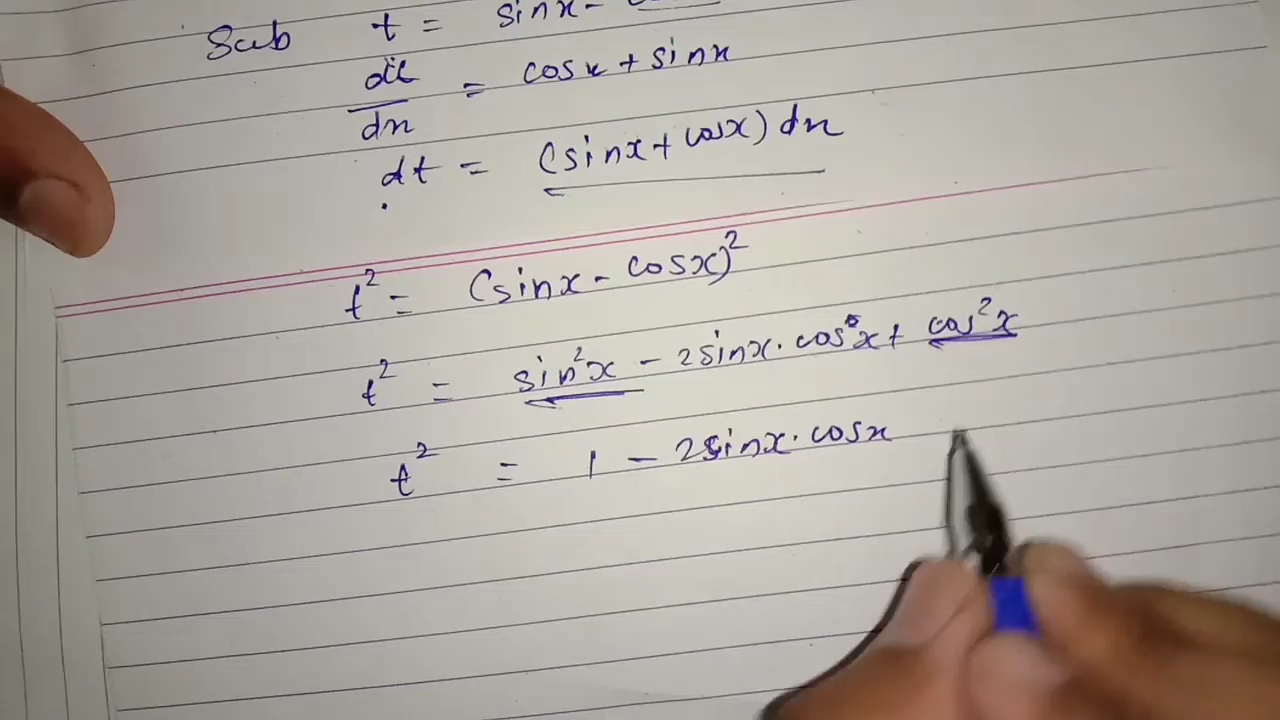 Sub t = sinx -
dt/dx = cosx + sinx
dt = (sinx + cosx) dx
t² = (sinx - cosx)²
t² = sin²x - 2sinx · cosx + cos²x
t² = 1 - 2sinx · cosx